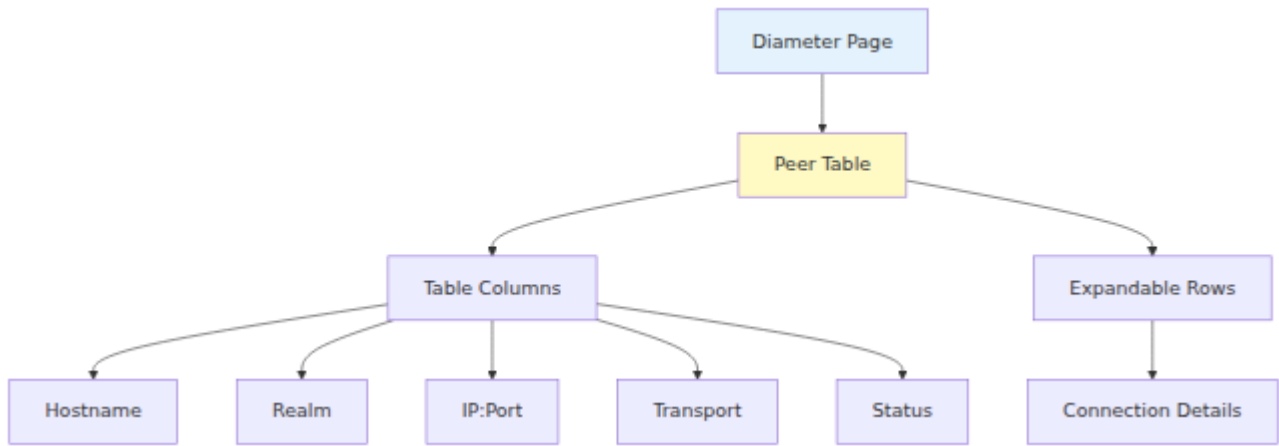 Diameter Page
Peer Table
Table Columns
Expandable Rows
Hostname
Realm
IP:Port
Transport
Status
Connection Details